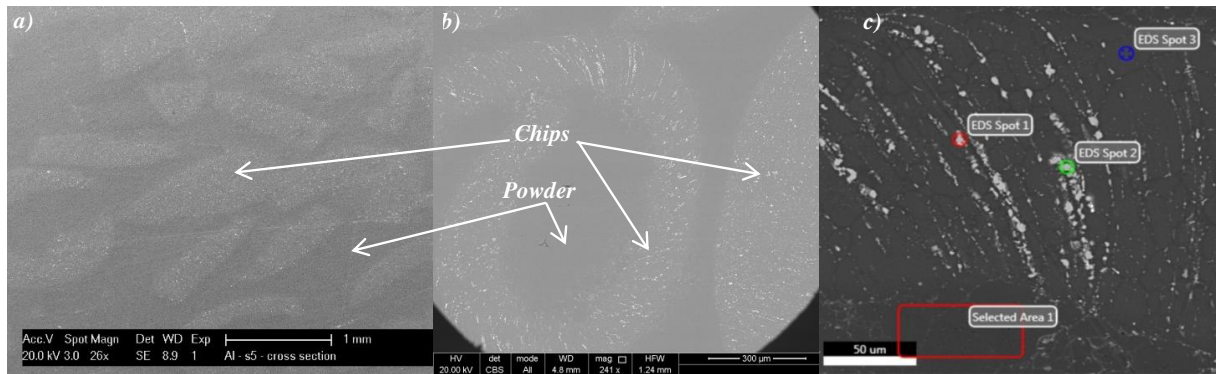 a)
Acc.V Spot Magn Det WD Exp 1 mm
20.0 kV 3.0 26x SE 8.9 1 Al - s5 - cross section
b)
Chips
Powder
HV det mode WD mag □ HFW 300 µm
20.00 kV CBS All 4.8 mm 241 x 1.24 mm
c)
EDS Spot 3
EDS Spot 1
EDS Spot 2
Selected Area 1
50 um